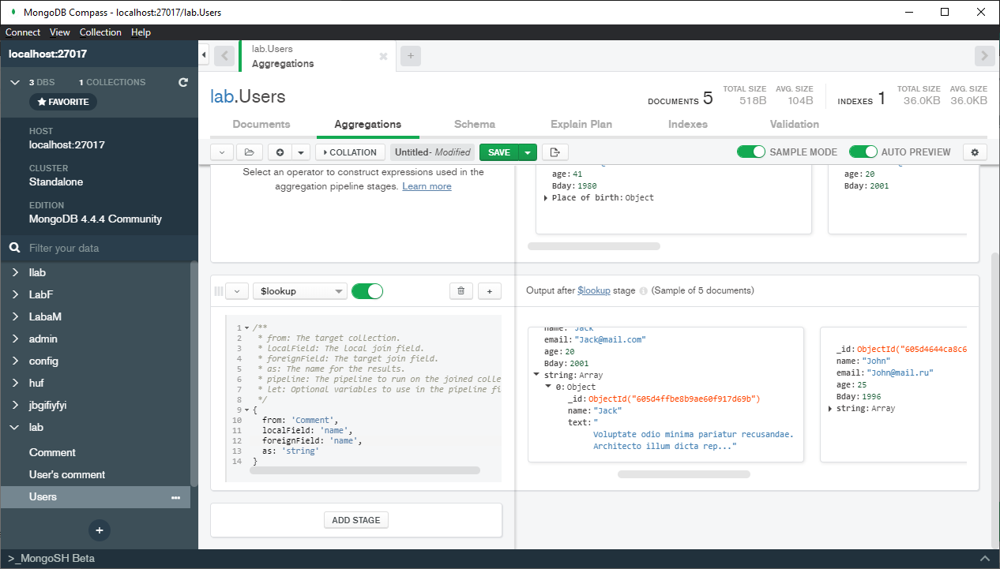 MongoDB Compass - localhost:27017/lab.Users
Connect View Collection Help
localhost:27017
3 DBS 1 COLLECTIONS
FAVORITE
HOST
localhost:27017
CLUSTER
Standalone
EDITION
MongoDB 4.4.4 Community
Filter your data
llab
LabF
LabaM
admin
config
huf
jbgifiyfyi
lab
Comment
User's comment
Users
>_MongoSH Beta
lab.Users
Aggregations
lab.Users
DOCUMENTS 5
TOTAL SIZE
518B
AVG. SIZE
104B
INDEXES 1
TOTAL SIZE
36.0KB
AVG. SIZE
36.0KB
Documents Aggregations Schema Explain Plan Indexes Validation
COLLATION Untitled- Modified SAVE SAMPLE MODE AUTO PREVIEW
Select an operator to construct expressions used in the
aggregation pipeline stages. Learn more
age: 41
Bday: 1980
Place of birth: Object
age: 20
Bday: 2001
$lookup
Output after $lookup stage (Sample of 5 documents)
1 /**
2 * from: The target collection.
3 * localField: The local join field.
4 * foreignField: The target join field.
5 * as: The name for the results.
6 * pipeline: The pipeline to run on the joined colle
7 * let: Optional variables to use in the pipeline fi
8 */
9 {
10 from: 'Comment',
11 localField: 'name',
12 foreignField: 'name',
13 as: 'string'
14 }
name: "Jack"
email: "Jack@mail.com"
age: 20
Bday: 2001
string: Array
0: Object
_id: ObjectId("605d4ffbe8b9ae60f917d69b")
name: "Jack"
text: "
Voluptate odio minima pariatur recusandae.
Architecto illum dicta rep..."
_id: ObjectId("605d4644ca8c6
name: "John"
email: "John@mail.ru"
age: 25
Bday: 1996
string: Array
ADD STAGE